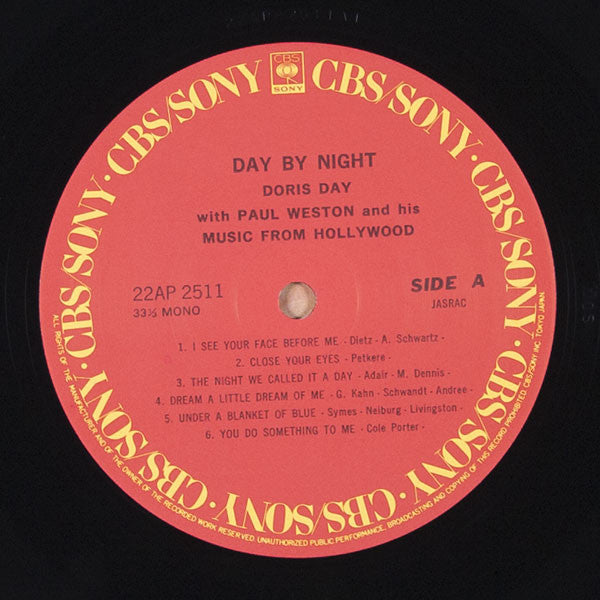 CBS
SONY
CBS/SONY · CBS/SONY · CBS/SONY · CBS/SONY · CBS/SONY · CBS/SONY · CBS/SONY · CBS/SONY
DAY BY NIGHT
DORIS DAY
with PAUL WESTON and his
MUSIC FROM HOLLYWOOD
22AP 2511
33⅓ MONO
SIDE A
JASRAC
1. I SEE YOUR FACE BEFORE ME - Dietz - A. Schwartz -
2. CLOSE YOUR EYES - Petkere -
3. THE NIGHT WE CALLED IT A DAY - Adair - M. Dennis -
4. DREAM A LITTLE DREAM OF ME - G. Kahn - Schwandt - Andree -
5. UNDER A BLANKET OF BLUE - Symes - Neiburg - Livingston -
6. YOU DO SOMETHING TO ME - Cole Porter -
ALL RIGHTS OF THE MANUFACTURER AND OF THE OWNER OF THE RECORDED WORK RESERVED. UNAUTHORIZED PUBLIC PERFORMANCE, BROADCASTING AND COPYING OF THIS RECORD PROHIBITED. CBS/SONY INC. TOKYO JAPAN